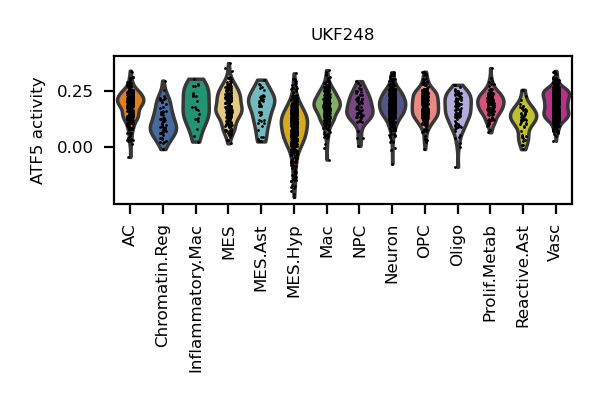 UKF248
ATF5 activity
0.25
0.00
AC
Chromatin.Reg
Inflammatory.Mac
MES
MES.Ast
MES.Hyp
Mac
NPC
Neuron
OPC
Oligo
Prolif.Metab
Reactive.Ast
Vasc